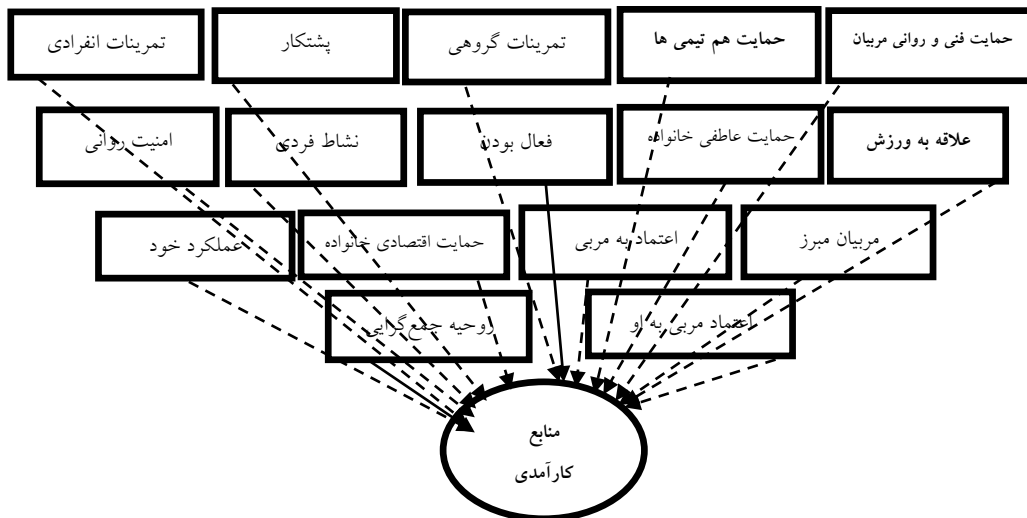 حمایت فنی و روانی مربیان
حمایت هم تیمی ها
تمرینات گروهی
پشتکار
تمرینات انفرادی
علاقه به ورزش
حمایت عاطفی خانواده
فعال بودن
نشاط فردی
امنیت روانی
مربیان مبرز
اعتماد به مربی
حمایت اقتصادی خانواده
عملکرد خود
اعتماد مربی به او
روحیه جمع‌گرایی
منابع
کارآمدی